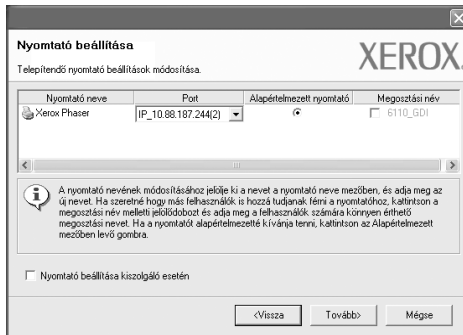 Nyomtató beállítása
Telepítendő nyomtató beállítások módosítása.
XEROX.
Nyomtató neve Port Alapértelmezett nyomtató Megosztási név
Xerox Phaser IP_10.88.187.244(2) 6110_GDI
A nyomtató nevének módosításához jelölje ki a nevet a nyomtató neve mezőben, és adja meg az
új nevet. Ha szeretné hogy más felhasználók is hozzá tudjanak férni a nyomtatóhoz, kattintson a
megosztási név melletti jelölődobozt és adja meg a felhasználók számára könnyen érthető
megosztási nevet. Ha a nyomtatót alapértelmezetté kívánja tenni, kattintson az Alapértelmezett
mezőben levő gombra.
Nyomtató beállítása kiszolgáló esetén
<Vissza Tovább> Mégse